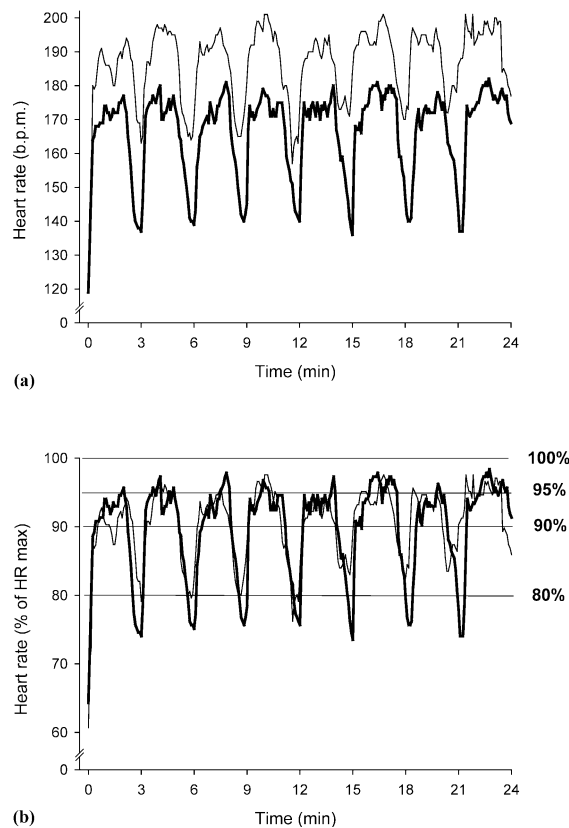 200
190
180
170
160
150
140
130
120
0
Heart rate (b.p.m.)
0 3 6 9 12 15 18 21 24
Time (min)
(a)
100
90
80
70
60
0
Heart rate (% of HR max)
100%
95%
90%
80%
0 3 6 9 12 15 18 21 24
Time (min)
(b)